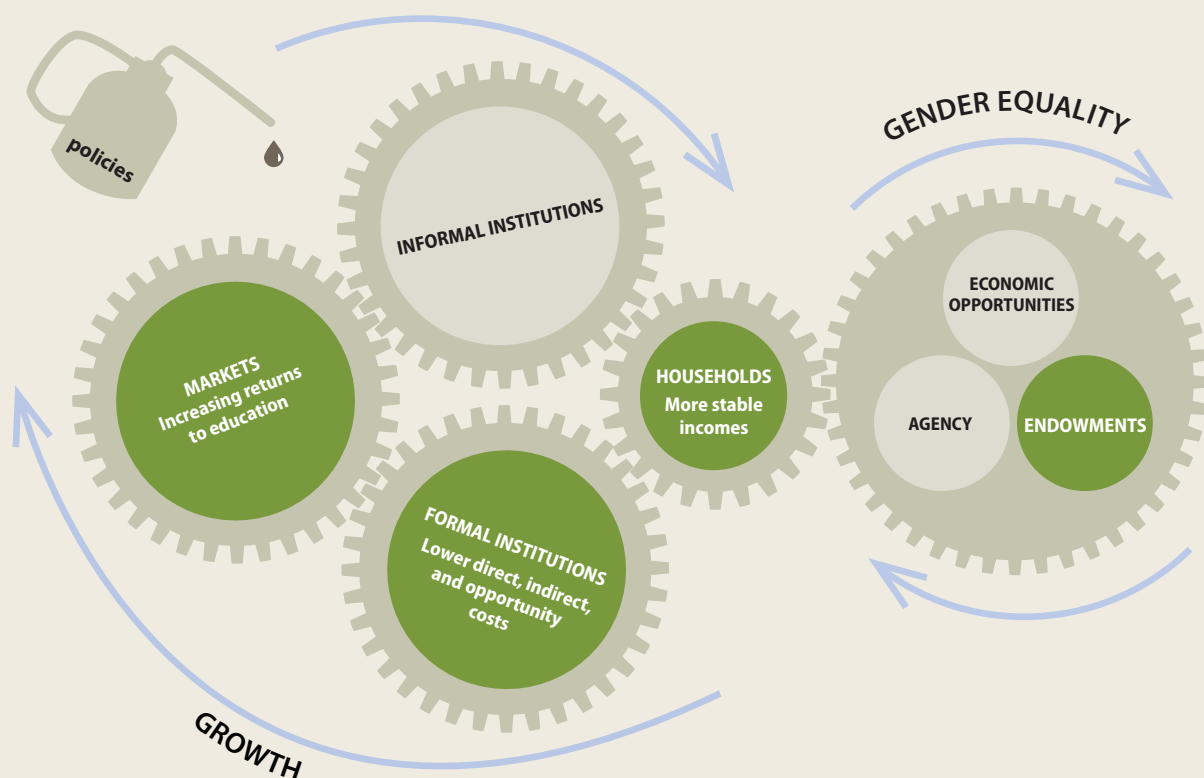 policies
GENDER EQUALITY
INFORMAL INSTITUTIONS
ECONOMIC
OPPORTUNITIES
MARKETS
Increasing returns
to education
HOUSEHOLDS
More stable
incomes
AGENCY
ENDOWMENTS
FORMAL INSTITUTIONS
Lower direct, indirect,
and opportunity
costs
GROWTH